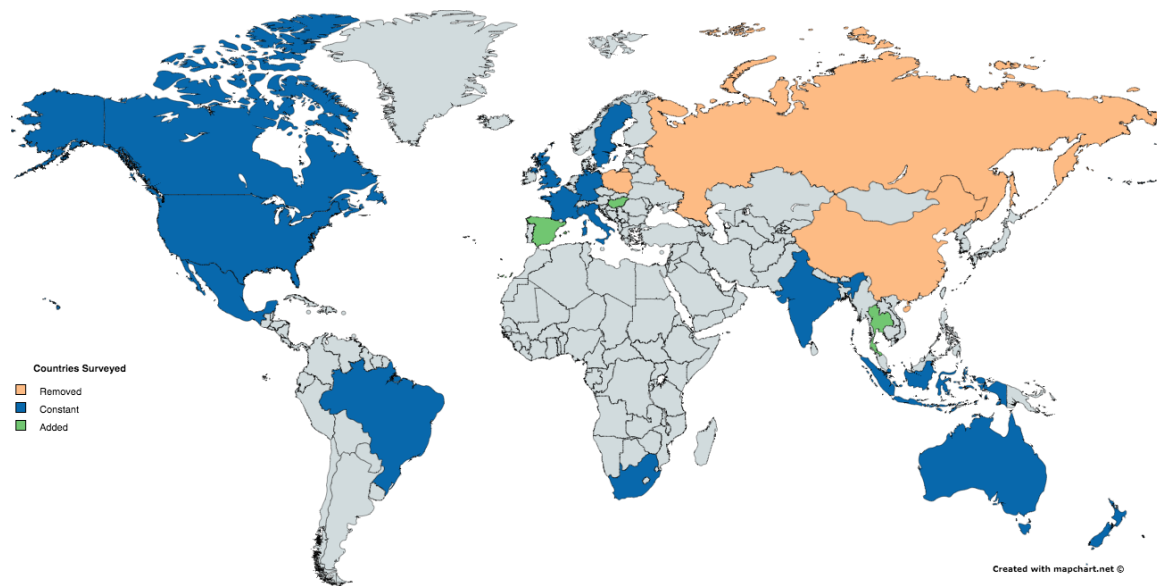 Countries Surveyed
Removed
Constant
Added
Created with mapchart.net ©